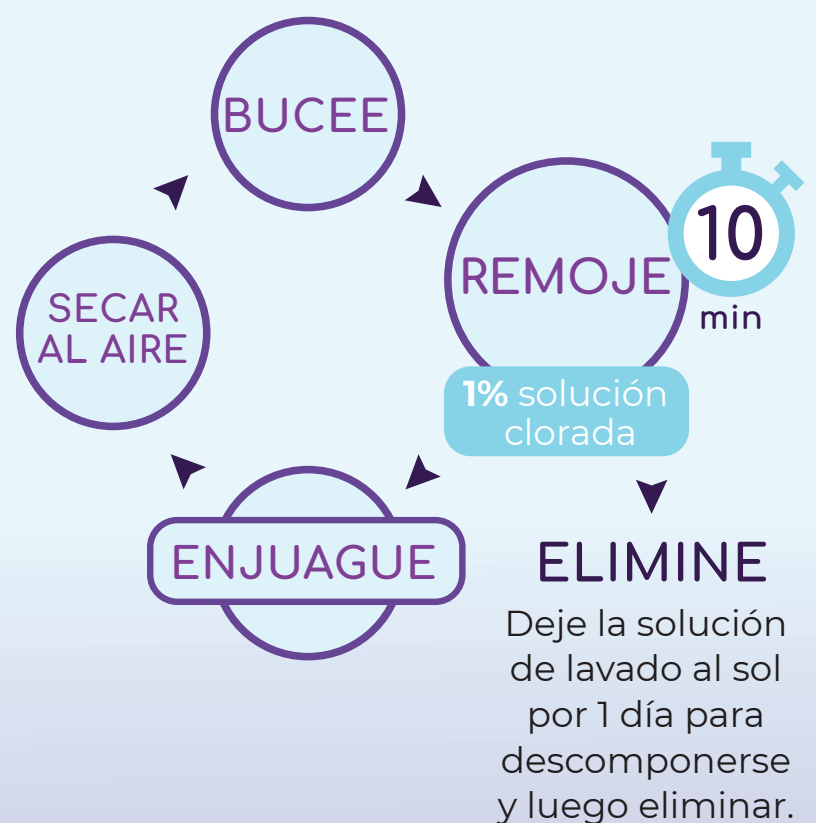 BUCEE
REMOJE
10
min
1% solución
clorada
ENJUAGUE
SECAR
AL AIRE
ELIMINE
Deje la solución
de lavado al sol
por 1 día para
descomponerse
y luego eliminar.